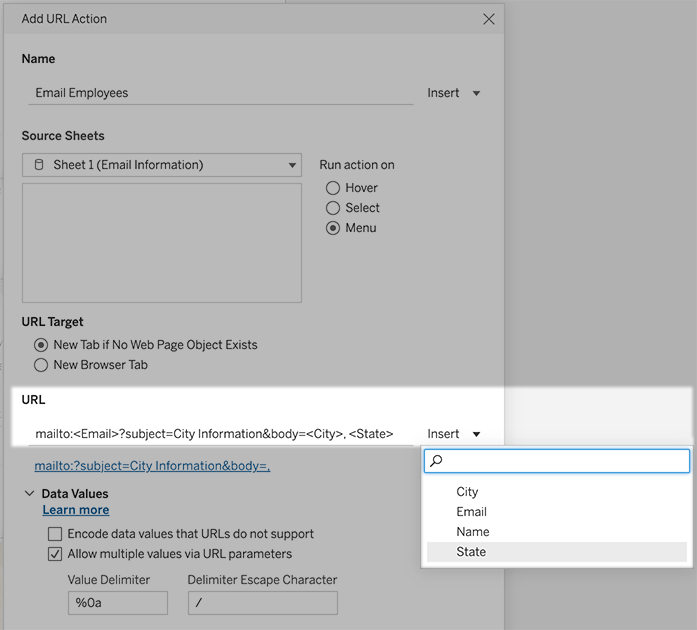 Add URL Action
Name
Email Employees
Insert
Source Sheets
Sheet 1 (Email Information)
Run action on
Hover
Select
Menu
URL Target
New Tab if No Web Page Object Exists
New Browser Tab
URL
mailto:<Email>?subject=City Information&body=<City>, <State>
Insert
mailto:?subject=City Information&body=,
City
Email
Name
State
Data Values
Learn more
Encode data values that URLs do not support
Allow multiple values via URL parameters
Value Delimiter
Delimiter Escape Character
%0a
/